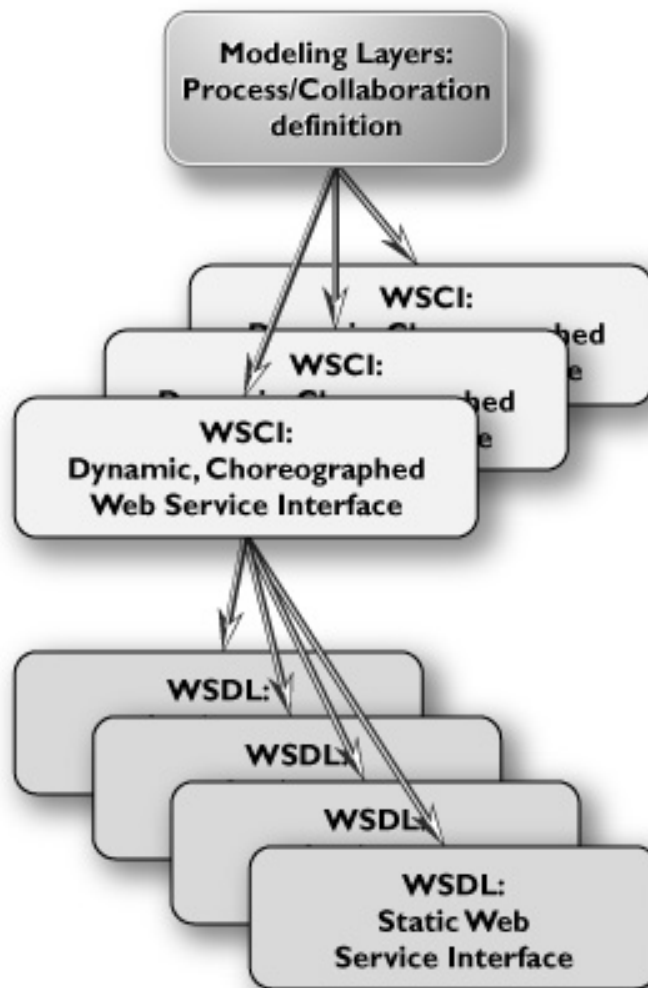 Modeling Layers:
Process/Collaboration
definition
WSCI:
WSCI:
WSCI:
Dynamic, Choreographed
Web Service Interface
WSDL:
WSDL:
WSDL:
WSDL:
Static Web
Service Interface